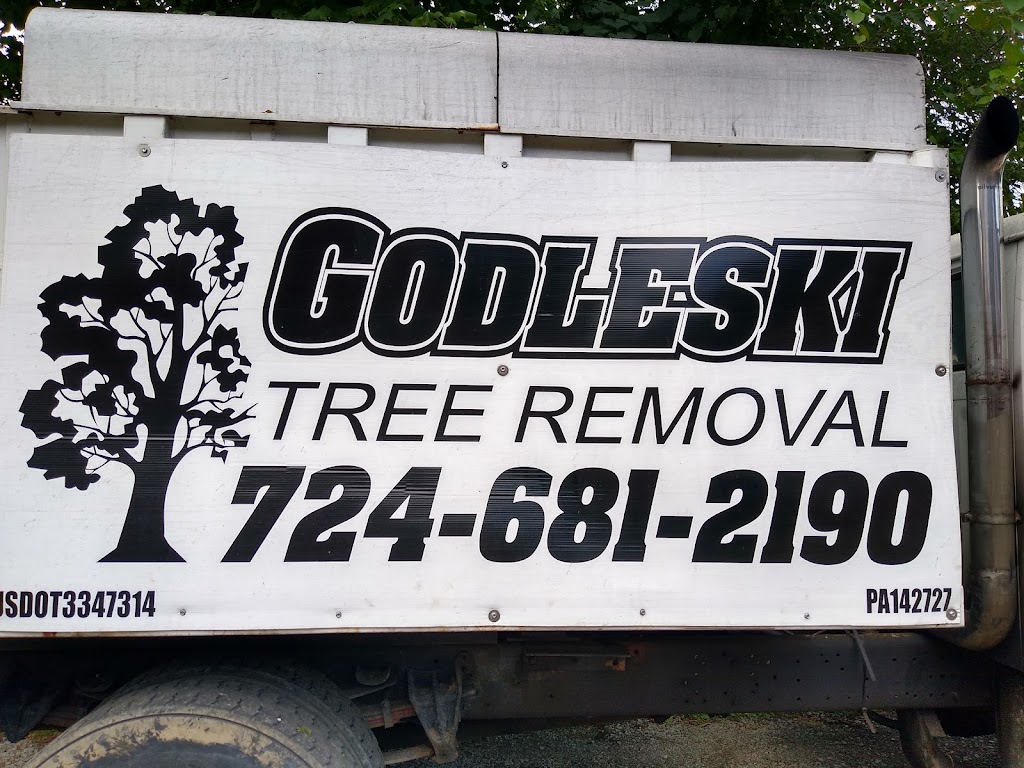 GODLESKI
TREE REMOVAL
724-681-2190
USDOT3347314
PA142727